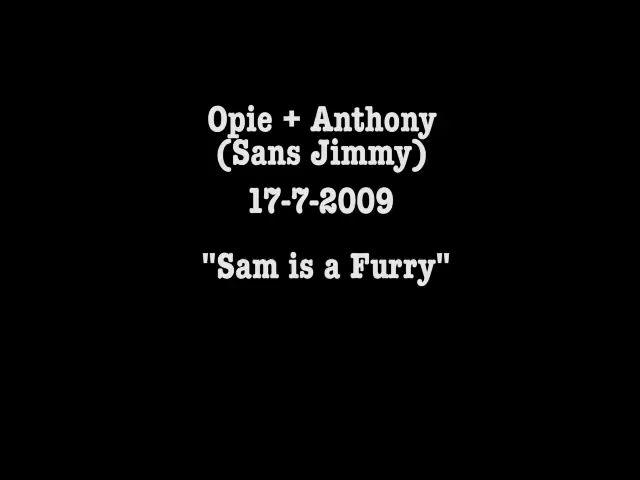 Opie + Anthony
(Sans Jimmy)
17-7-2009
"Sam is a Furry"